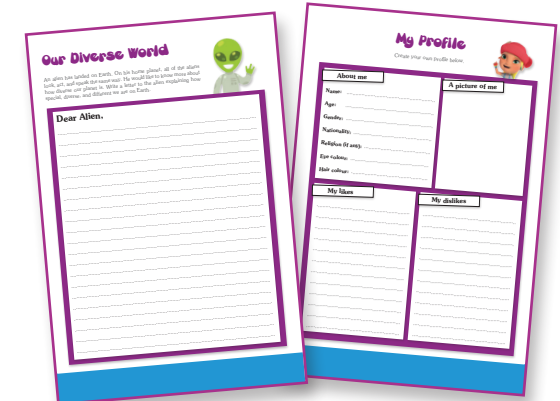 Our Diverse World
An alien has landed on Earth. On his home planet, all of the aliens
look, act, and speak the same way. He would like to know more about
how diverse our planet is. Write a letter to the alien explaining how
special, diverse, and different we are on Earth.
Dear Alien,
My Profile
Create your own profile below.
About me
Name:
Age:
Gender:
Nationality:
Religion (if any):
Eye colour:
Hair colour:
A picture of me
My likes
My dislikes